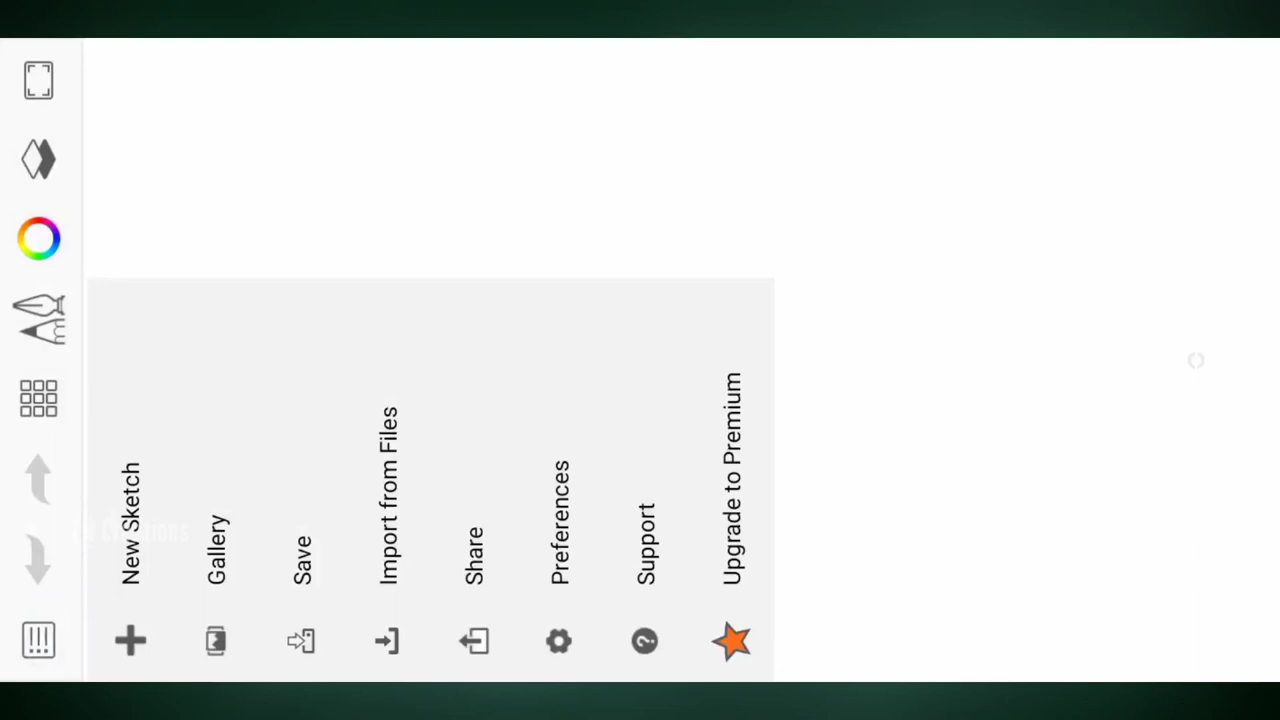 New Sketch
Gallery
Save
Import from Files
Share
Preferences
Support
Upgrade to Premium